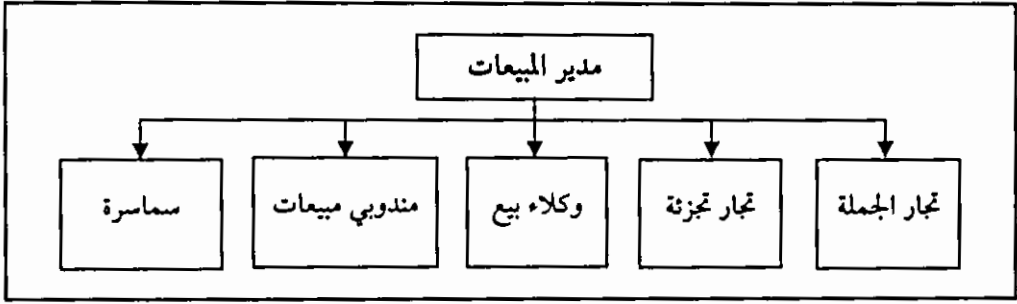 مدير المبيعات
تجار الجملة
تجار تجزئة
وكلاء بيع
مندوبي مبيعات
سماسرة